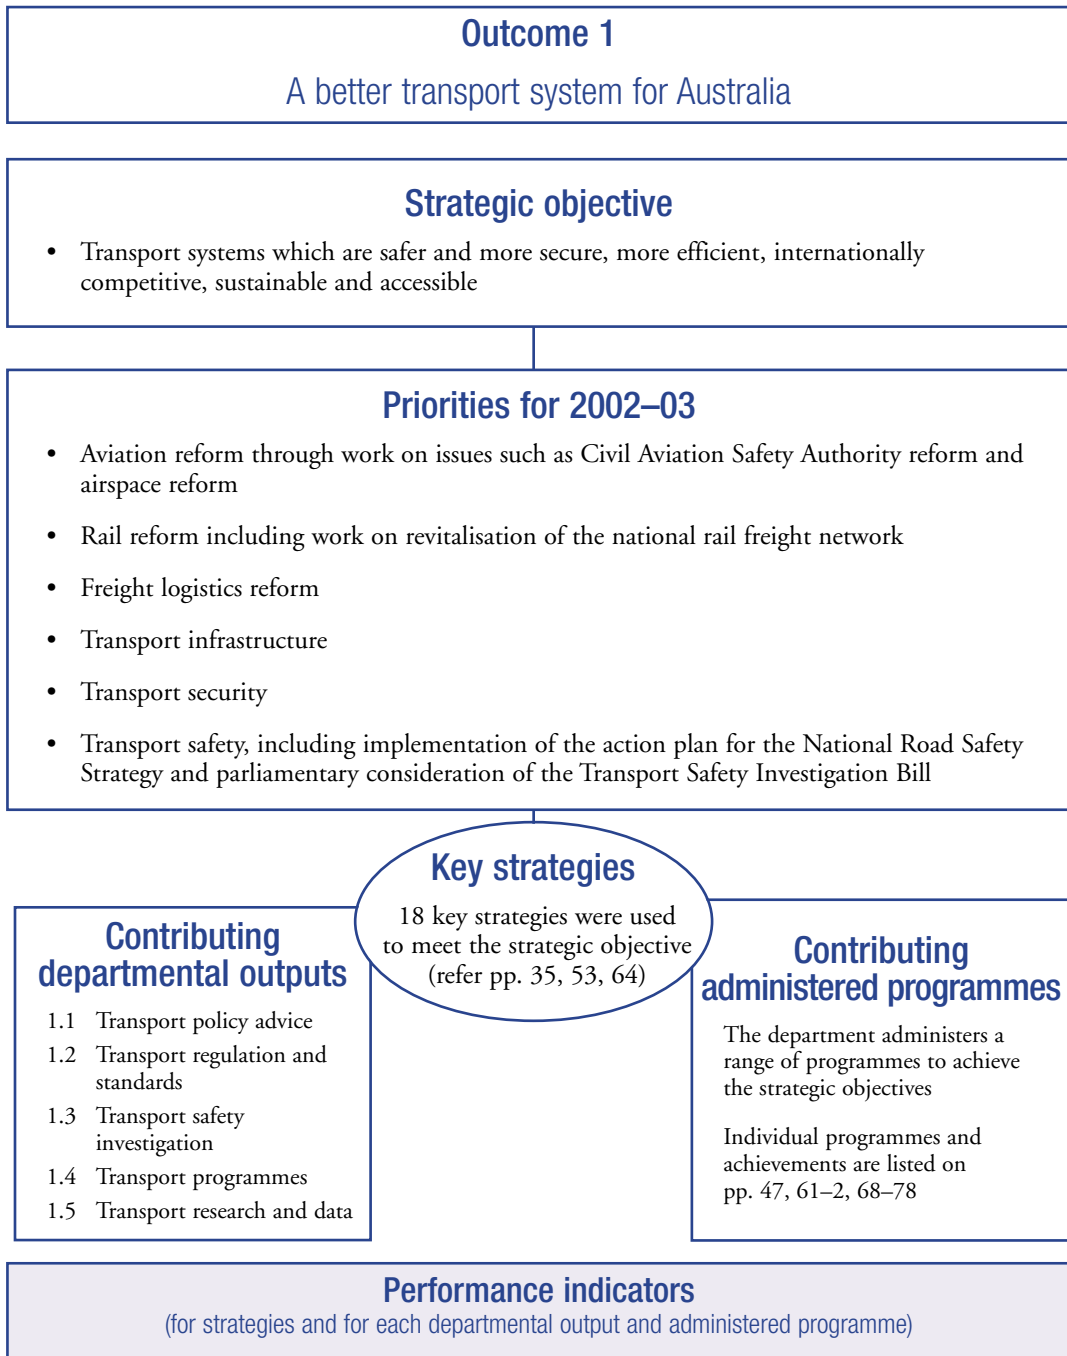 Outcome 1
A better transport system for Australia
Strategic objective
• Transport systems which are safer and more secure, more efficient, internationally
competitive, sustainable and accessible
Priorities for 2002–03
• Aviation reform through work on issues such as Civil Aviation Safety Authority reform and
airspace reform
• Rail reform including work on revitalisation of the national rail freight network
• Freight logistics reform
• Transport infrastructure
• Transport security
• Transport safety, including implementation of the action plan for the National Road Safety
Strategy and parliamentary consideration of the Transport Safety Investigation Bill
Key strategies
18 key strategies were used
to meet the strategic objective
(refer pp. 35, 53, 64)
Contributing
departmental outputs
1.1 Transport policy advice
1.2 Transport regulation and
standards
1.3 Transport safety
investigation
1.4 Transport programmes
1.5 Transport research and data
Contributing
administered programmes
The department administers a
range of programmes to achieve
the strategic objectives
Individual programmes and
achievements are listed on
pp. 47, 61–2, 68–78
Performance indicators
(for strategies and for each departmental output and administered programme)